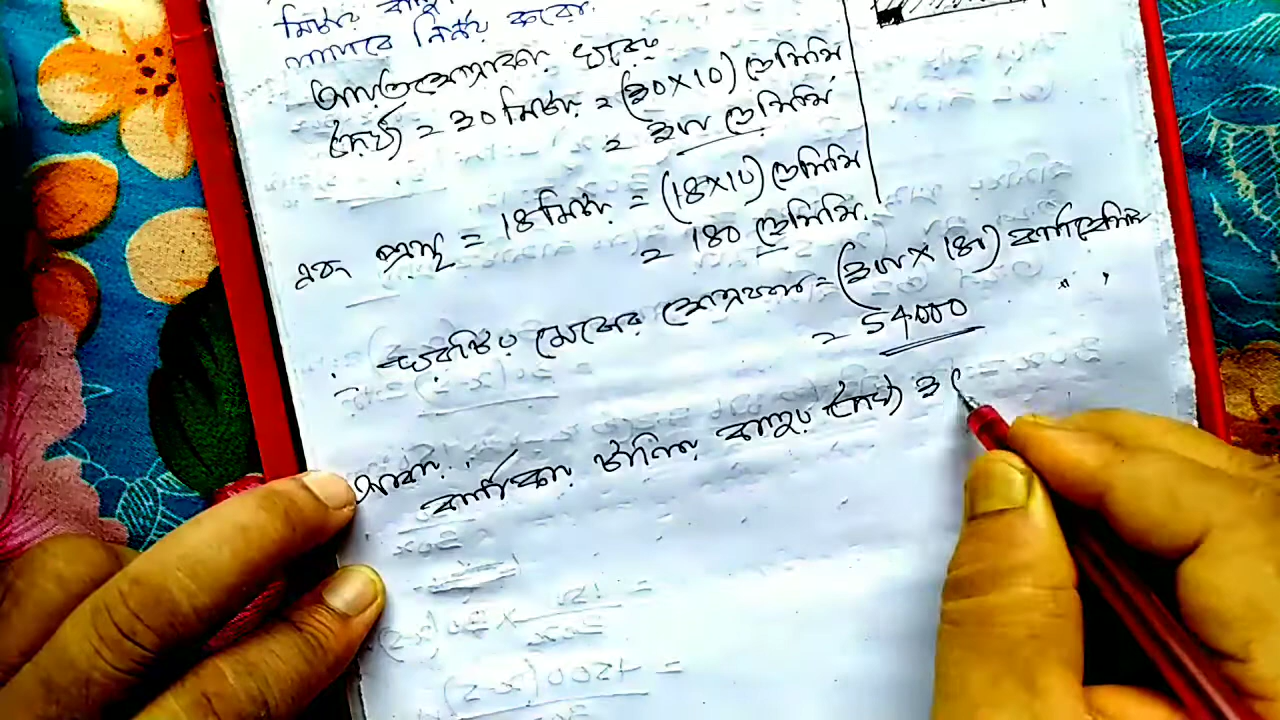 নির্ণয় করো.
আয়তক্ষেত্রাকার ঘরের
দৈর্ঘ্য = 30 মিটার = (30×10) ডেসিমি
= 300 ডেসিমি
এবং প্রস্থ = 18 মিটার = (18×10) ডেসিমি
= 180 ডেসিমি.
∴ ঘরটির মেঝের ক্ষেত্রফল = (300 × 180) বর্গডেসিমি
= 54000 " "
আবার,
বর্গাকার টালির বাহুর দৈর্ঘ্য 3